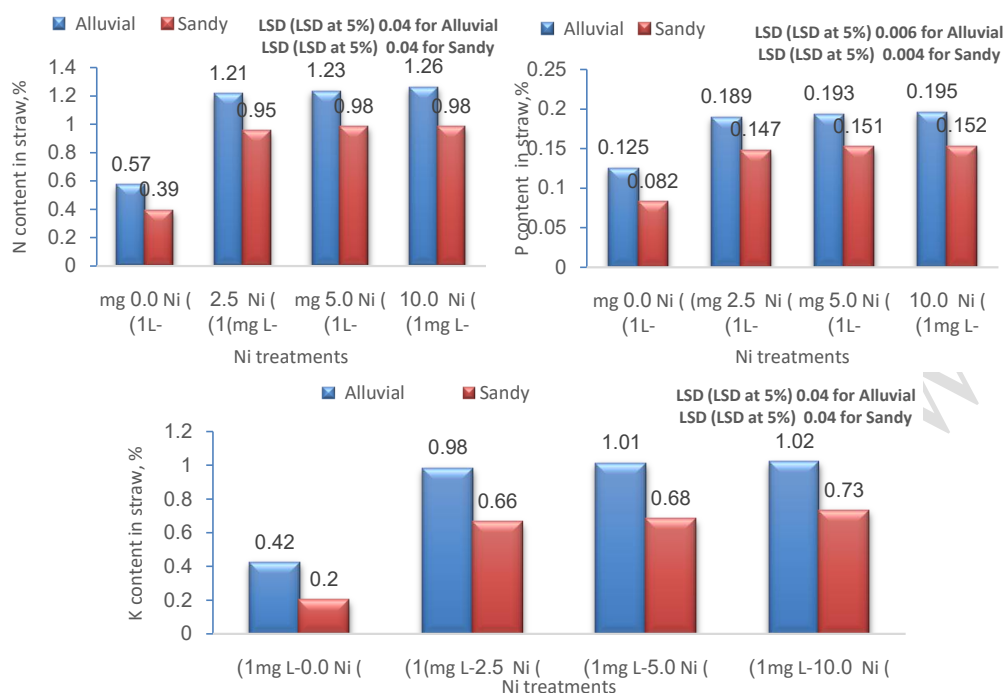 Alluvial Sandy
LSD (LSD at 5%) 0.04 for Alluvial
LSD (LSD at 5%) 0.04 for Sandy
N content in straw,%
1.4
1.2
1
0.8
0.6
0.4
0.2
0
0.57
0.39
1.21
0.95
1.23
0.98
1.26
0.98
mg 0.0 Ni ( 2.5 Ni ( mg 5.0 Ni ( 10.0 Ni (
(1L- (1(mg L- (1L- (1mg L-
Ni treatments
Alluvial Sandy
LSD (LSD at 5%) 0.006 for Alluvial
LSD (LSD at 5%) 0.004 for Sandy
P content in straw,%
0.25
0.2
0.15
0.1
0.05
0
0.125
0.082
0.189
0.147
0.193
0.151
0.195
0.152
mg 0.0 Ni ( (mg 2.5 Ni ( mg 5.0 Ni ( 10.0 Ni (
(1L- (1L- (1L- (1mg L-
Ni treatments
Alluvial Sandy
LSD (LSD at 5%) 0.04 for Alluvial
LSD (LSD at 5%) 0.04 for Sandy
K content in straw, %
1.2
1
0.8
0.6
0.4
0.2
0
0.42
0.2
0.98
0.66
1.01
0.68
1.02
0.73
(1mg L-0.0 Ni ( (1(mg L-2.5 Ni ( (1mg L-5.0 Ni ( (1mg L-10.0 Ni (
Ni treatments